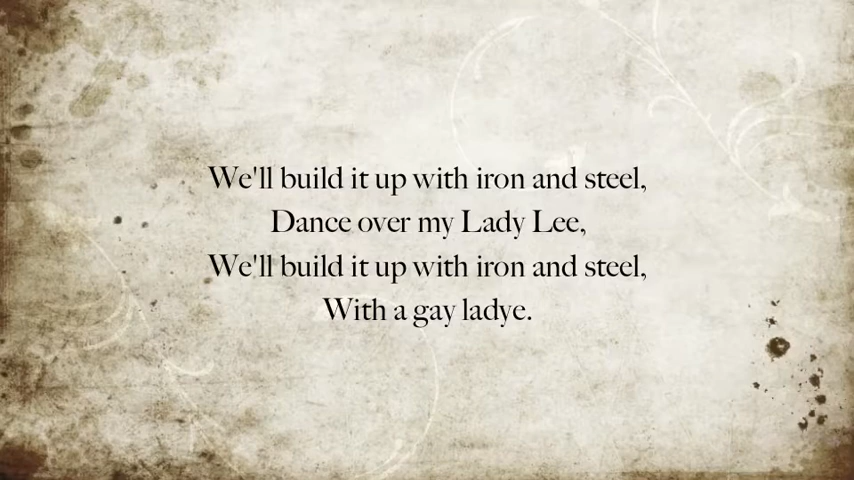 We'll build it up with iron and steel,
Dance over my Lady Lee,
We'll build it up with iron and steel,
With a gay ladye.